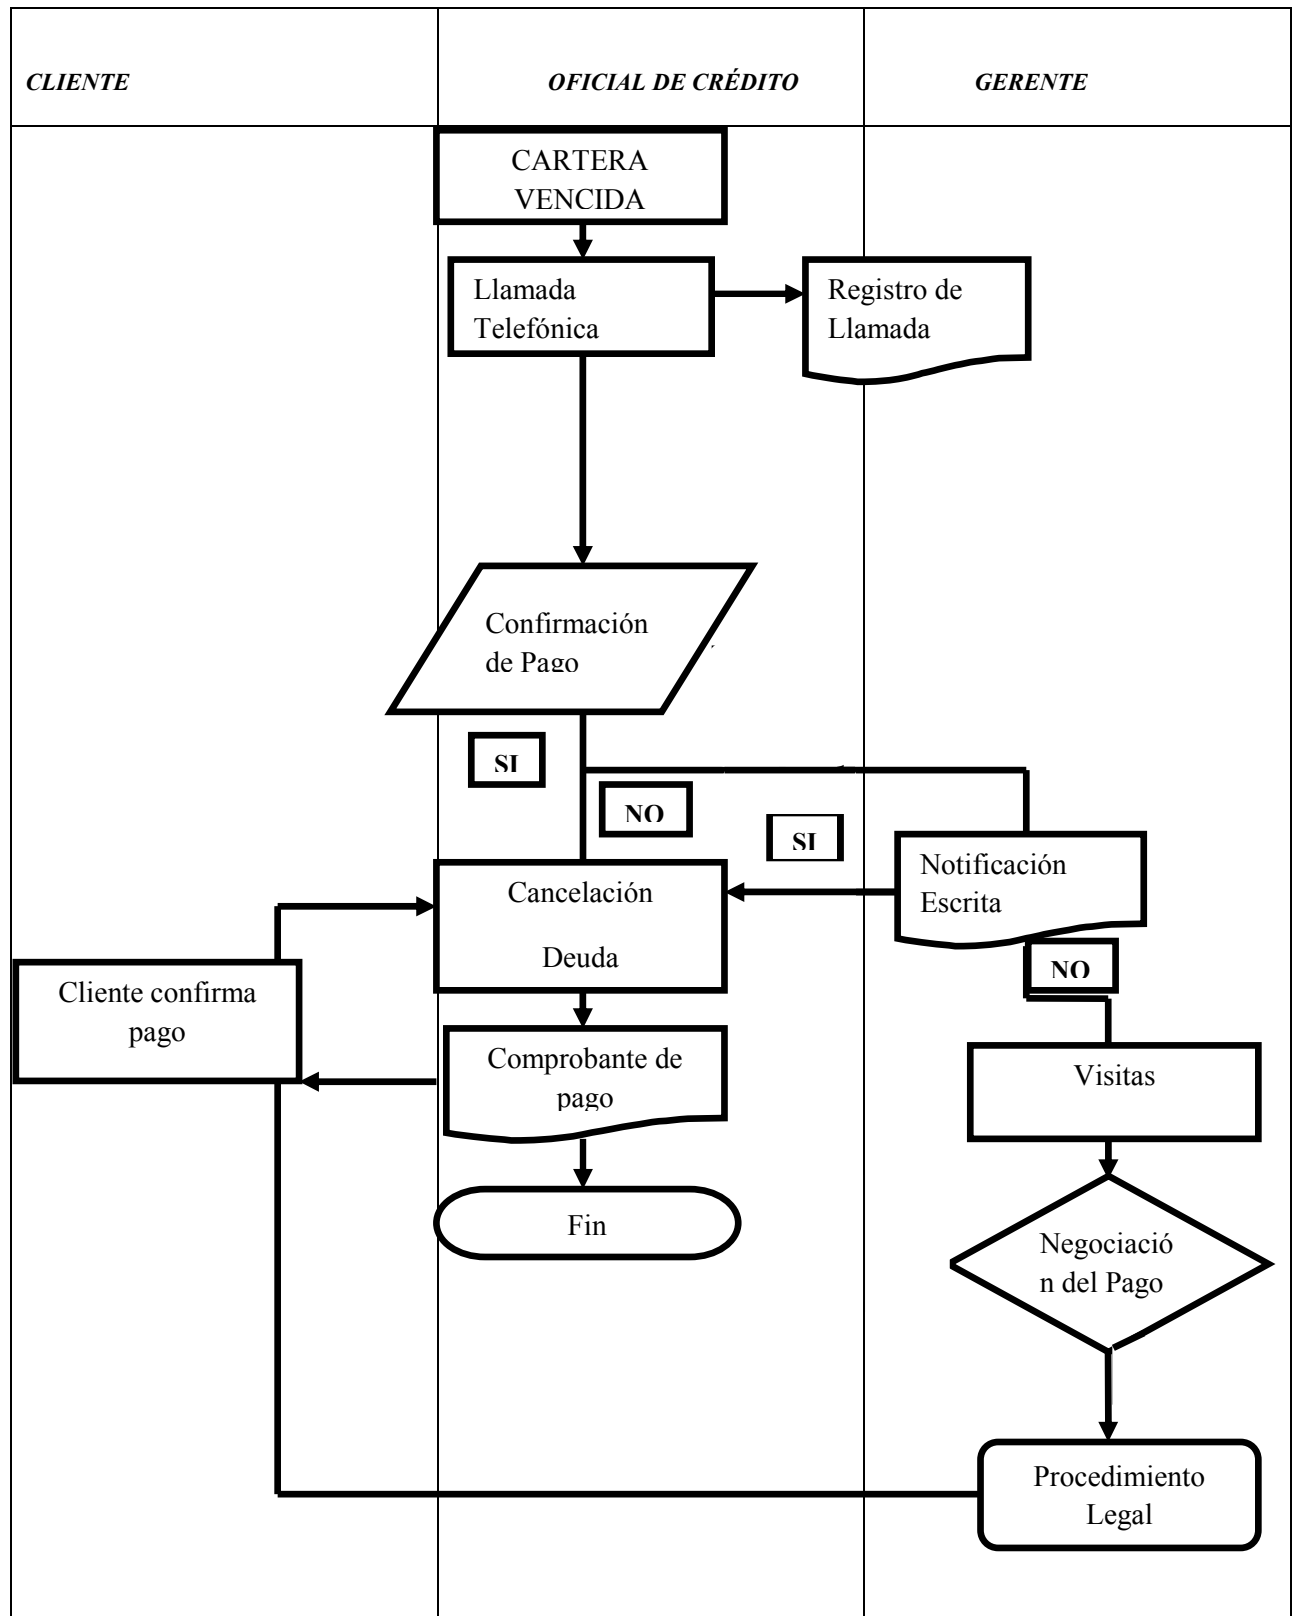 CLIENTE
OFICIAL DE CRÉDITO
GERENTE
CARTERA
VENCIDA
Llamada
Telefónica
Registro de
Llamada
Confirmación
de Pago
SI
NO
SI
Notificación
Escrita
Cancelación
Deuda
NO
Cliente confirma
pago
Comprobante de
pago
Visitas
Fin
Negociació
n del Pago
Procedimiento
Legal